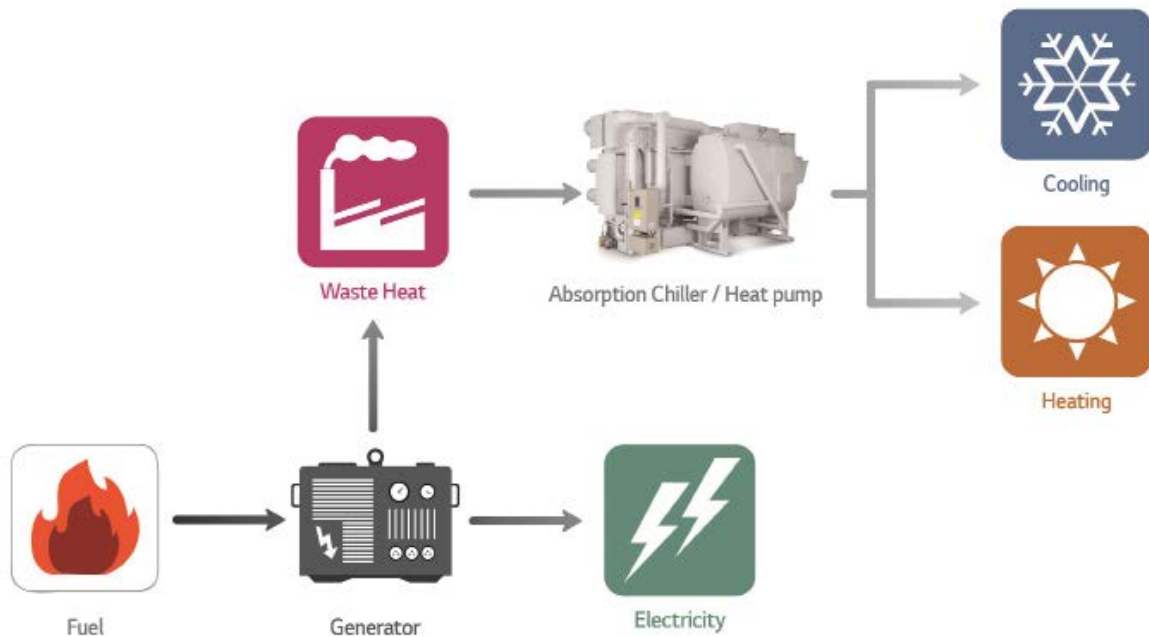 Cooling
Waste Heat
Absorption Chiller / Heat pump
Heating
Fuel
Generator
Electricity